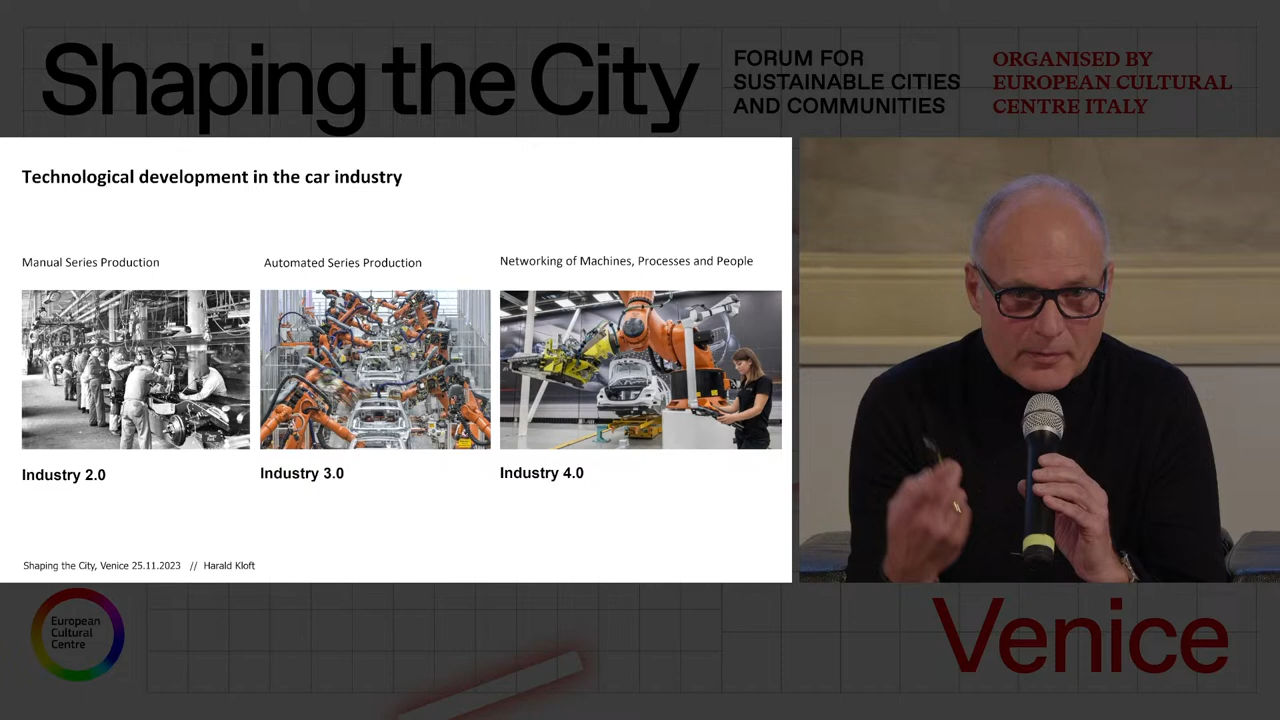 Shaping the City
FORUM FOR
SUSTAINABLE CITIES
AND COMMUNITIES
ORGANISED BY
EUROPEAN CULTURAL
CENTRE ITALY
Technological development in the car industry
Manual Series Production
Automated Series Production
Networking of Machines, Processes and People
Industry 2.0
Industry 3.0
Industry 4.0
Shaping the City, Venice 25.11.2023 // Harald Kloft
European
Cultural
Centre
Venice